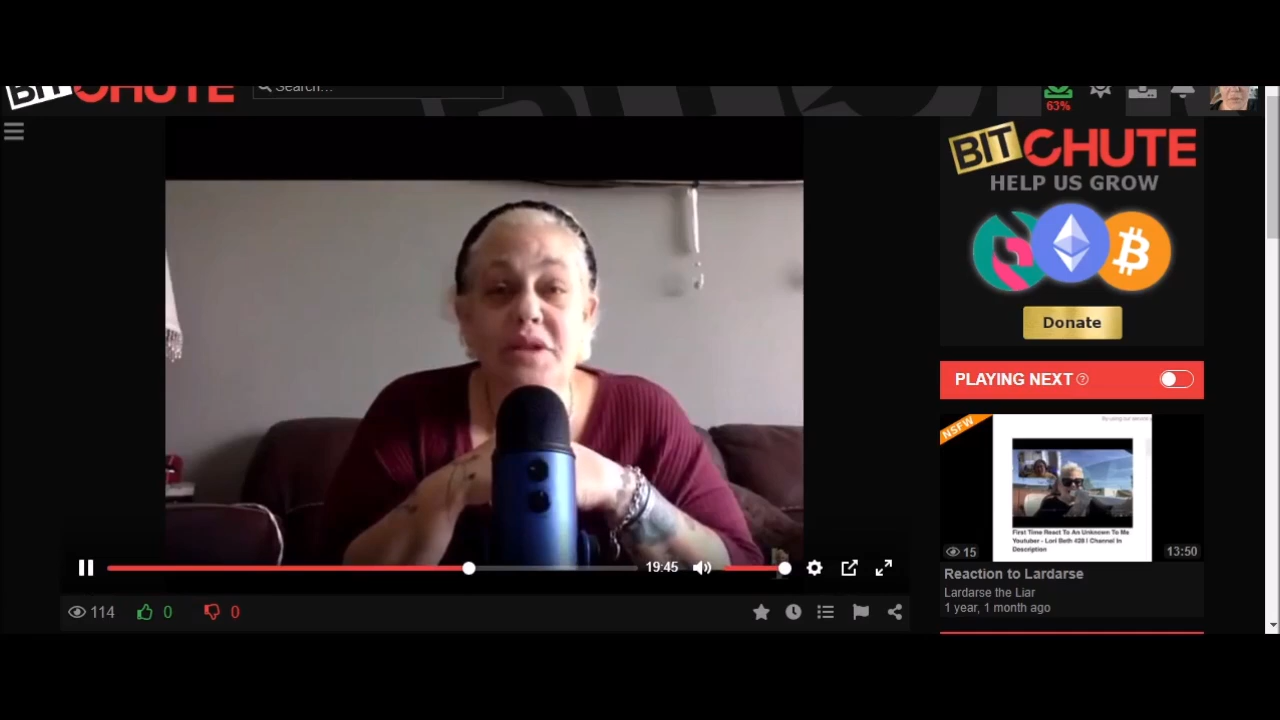 BITCHUTE
Search...
63%
BITCHUTE
HELP US GROW
Donate
PLAYING NEXT
NSFW
First Time React To An Unknown To Me
Youtuber - Lori Beth #28 | Channel In
Description
15
13:50
Reaction to Lardarse
Lardarse the Liar
1 year, 1 month ago
19:45
114
0
0